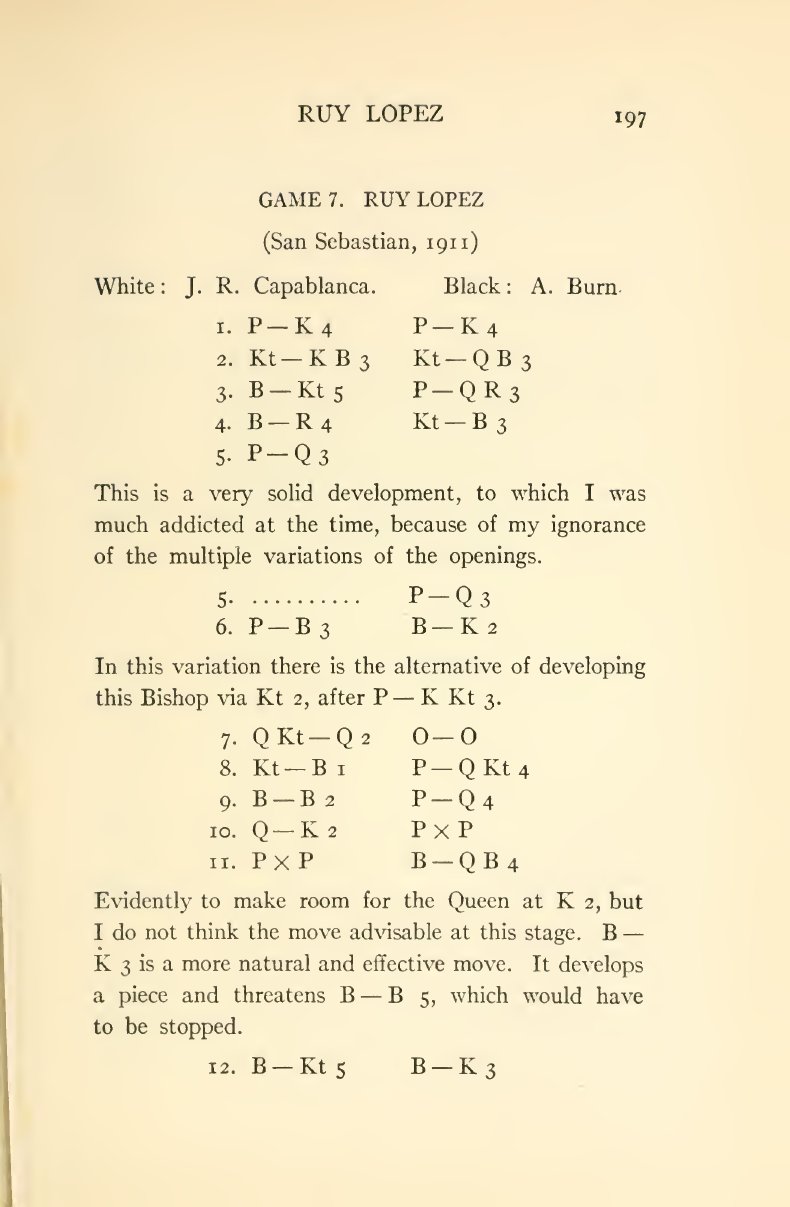 RUY LOPEZ 197
GAME 7. RUY LOPEZ
(San Sebastian, 1911)
White: J. R. Capablanca. Black: A. Burn.
1. P—K 4 P—K 4
2. Kt—K B 3 Kt—Q B 3
3. B—Kt 5 P—Q R 3
4. B—R 4 Kt—B 3
5. P—Q 3
This is a very solid development, to which I was
much addicted at the time, because of my ignorance
of the multiple variations of the openings.
5. .......... P—Q 3
6. P—B 3 B—K 2
In this variation there is the alternative of developing
this Bishop via Kt 2, after P—K Kt 3.
7. Q Kt—Q 2 O—O
8. Kt—B 1 P—Q Kt 4
9. B—B 2 P—Q 4
10. Q—K 2 P×P
11. P×P B—Q B 4
Evidently to make room for the Queen at K 2, but
I do not think the move advisable at this stage. B—
K 3 is a more natural and effective move. It develops
a piece and threatens B—B 5, which would have
to be stopped.
12. B—Kt 5 B—K 3